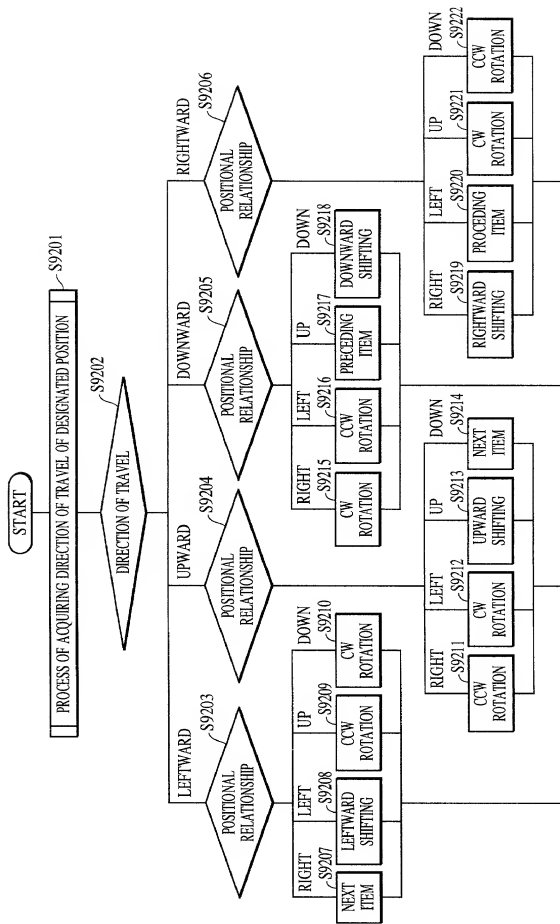 START
PROCESS OF ACQUIRING DIRECTION OF TRAVEL OF DESIGNATED POSITION
S9201
DIRECTION OF TRAVEL
S9202
LEFTWARD
S9203
POSITIONAL
RELATIONSHIP
UPWARD
S9204
POSITIONAL
RELATIONSHIP
DOWNWARD
S9205
POSITIONAL
RELATIONSHIP
RIGHTWARD
S9206
POSITIONAL
RELATIONSHIP
RIGHT
S9207
NEXT
ITEM
LEFT
S9208
LEFTWARD
SHIFTING
UP
S9209
CCW
ROTATION
DOWN
S9210
CW
ROTATION
RIGHT
S9211
CCW
ROTATION
LEFT
S9212
CW
ROTATION
UP
S9213
UPWARD
SHIFTING
DOWN
S9214
NEXT
ITEM
RIGHT
S9215
CW
ROTATION
LEFT
S9216
CCW
ROTATION
UP
S9217
PRECEDING
ITEM
DOWN
S9218
DOWNWARD
SHIFTING
RIGHT
S9219
RIGHTWARD
SHIFTING
LEFT
S9220
PROCEDING
ITEM
UP
S9221
CW
ROTATION
DOWN
S9222
CCW
ROTATION